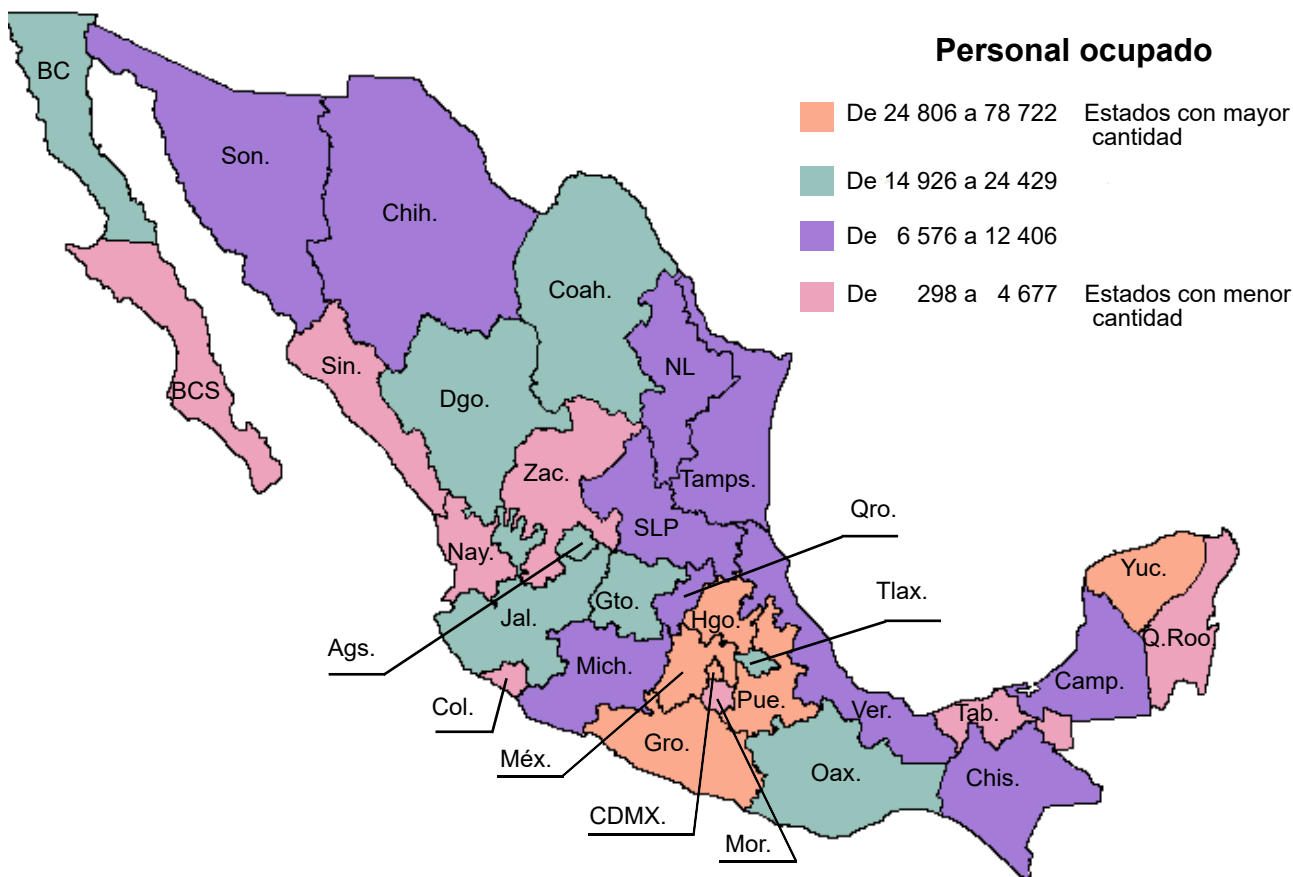 Personal ocupado
De 24 806 a 78 722 Estados con mayor
cantidad
De 14 926 a 24 429
De 6 576 a 12 406
De 298 a 4 677 Estados con menor
cantidad
BC
Son.
Chih.
Coah.
BCS
Sin.
Dgo.
NL
Zac.
Tamps.
SLP
Qro.
Nay.
Tlax.
Yuc.
Jal.
Gto.
Hgo.
Q.Roo
Ags.
Mich.
Camp.
Col.
Pue.
Ver.
Tab.
Méx.
Gro.
Oax.
Chis.
CDMX.
Mor.